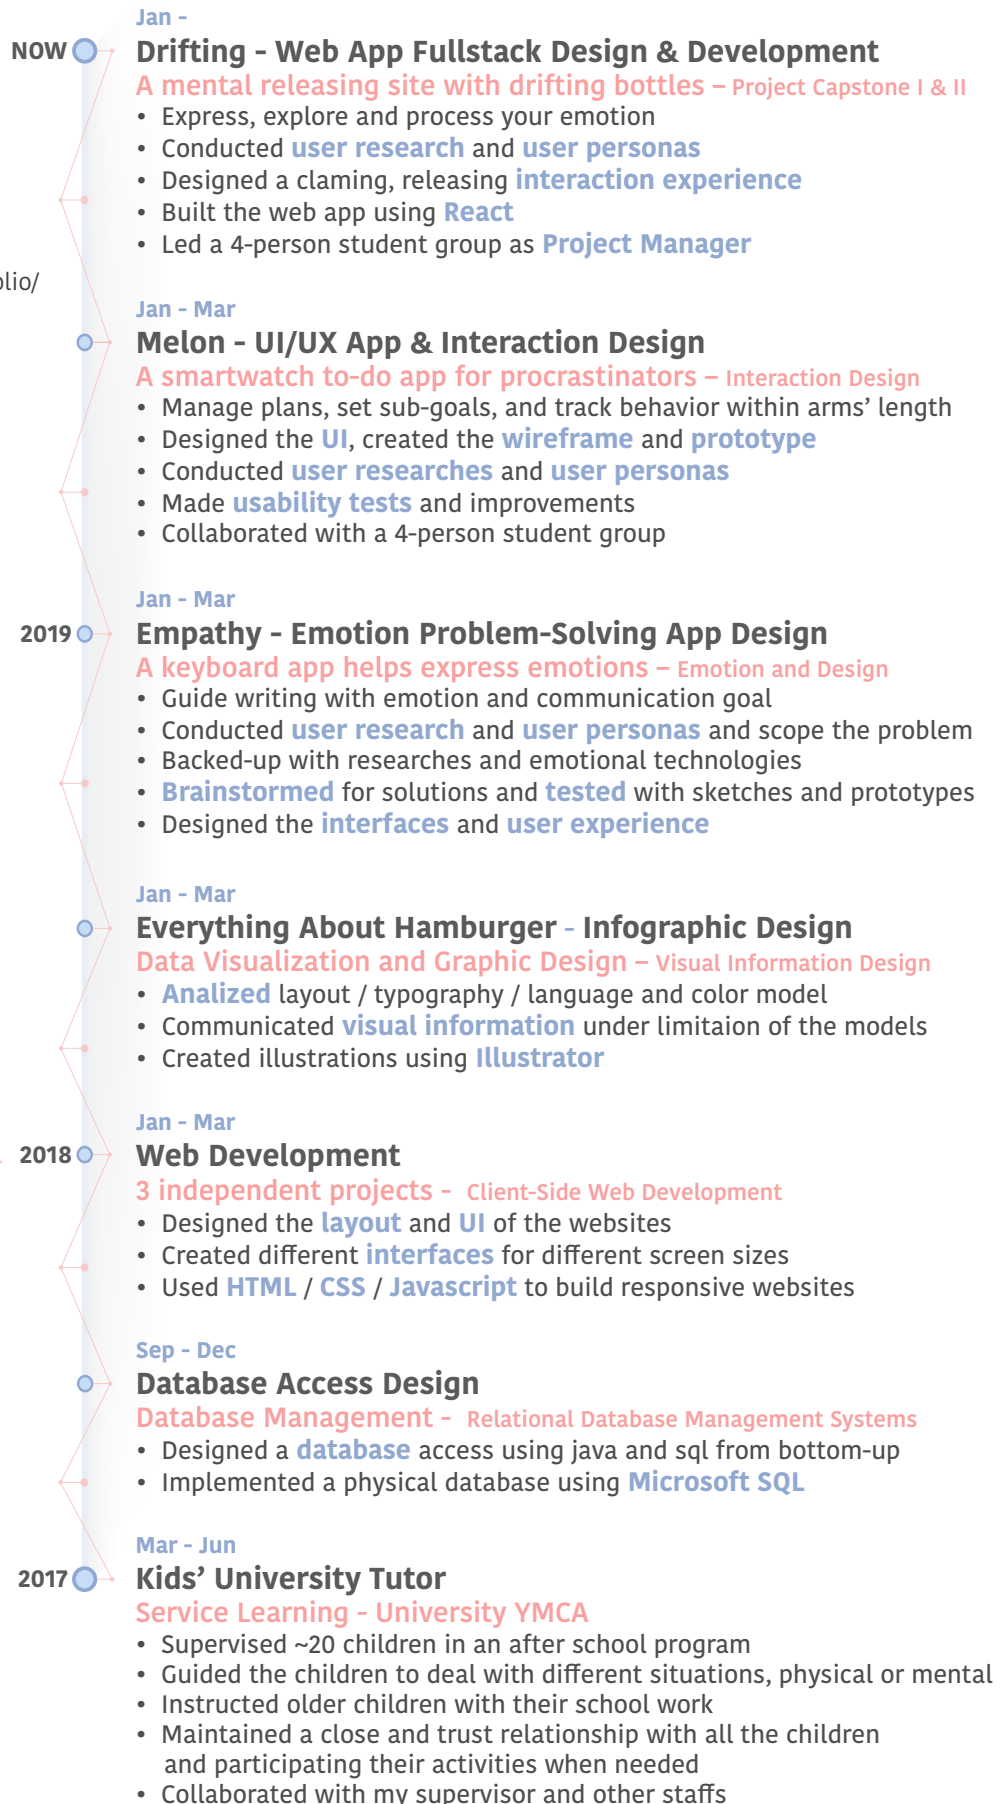 Jan -
NOW
Drifting - Web App Fullstack Design & Development
A mental releasing site with drifting bottles – Project Capstone I & II
• Express, explore and process your emotion
• Conducted user research and user personas
• Designed a claming, releasing interaction experience
• Built the web app using React
• Led a 4-person student group as Project Manager
olio/
Jan - Mar
Melon - UI/UX App & Interaction Design
A smartwatch to-do app for procrastinators – Interaction Design
• Manage plans, set sub-goals, and track behavior within arms’ length
• Designed the UI, created the wireframe and prototype
• Conducted user researches and user personas
• Made usability tests and improvements
• Collaborated with a 4-person student group
Jan - Mar
2019
Empathy - Emotion Problem-Solving App Design
A keyboard app helps express emotions – Emotion and Design
• Guide writing with emotion and communication goal
• Conducted user research and user personas and scope the problem
• Backed-up with researches and emotional technologies
• Brainstormed for solutions and tested with sketches and prototypes
• Designed the interfaces and user experience
Jan - Mar
Everything About Hamburger - Infographic Design
Data Visualization and Graphic Design – Visual Information Design
• Analized layout / typography / language and color model
• Communicated visual information under limitaion of the models
• Created illustrations using Illustrator
Jan - Mar
2018
Web Development
3 independent projects - Client-Side Web Development
• Designed the layout and UI of the websites
• Created different interfaces for different screen sizes
• Used HTML / CSS / Javascript to build responsive websites
Sep - Dec
Database Access Design
Database Management - Relational Database Management Systems
• Designed a database access using java and sql from bottom-up
• Implemented a physical database using Microsoft SQL
Mar - Jun
2017
Kids’ University Tutor
Service Learning - University YMCA
• Supervised ~20 children in an after school program
• Guided the children to deal with different situations, physical or mental
• Instructed older children with their school work
• Maintained a close and trust relationship with all the children
and participating their activities when needed
• Collaborated with my supervisor and other staffs